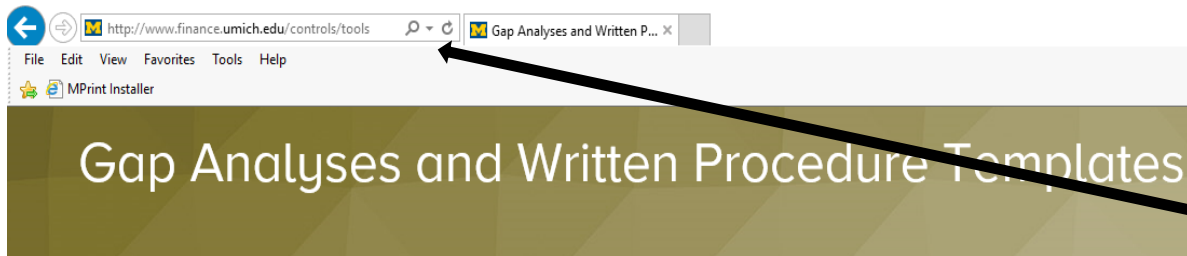 http://www.finance.umich.edu/controls/tools
Gap Analyses and Written P...
File Edit View Favorites Tools Help
MPrint Installer
Gap Analyses and Written Procedure Templates